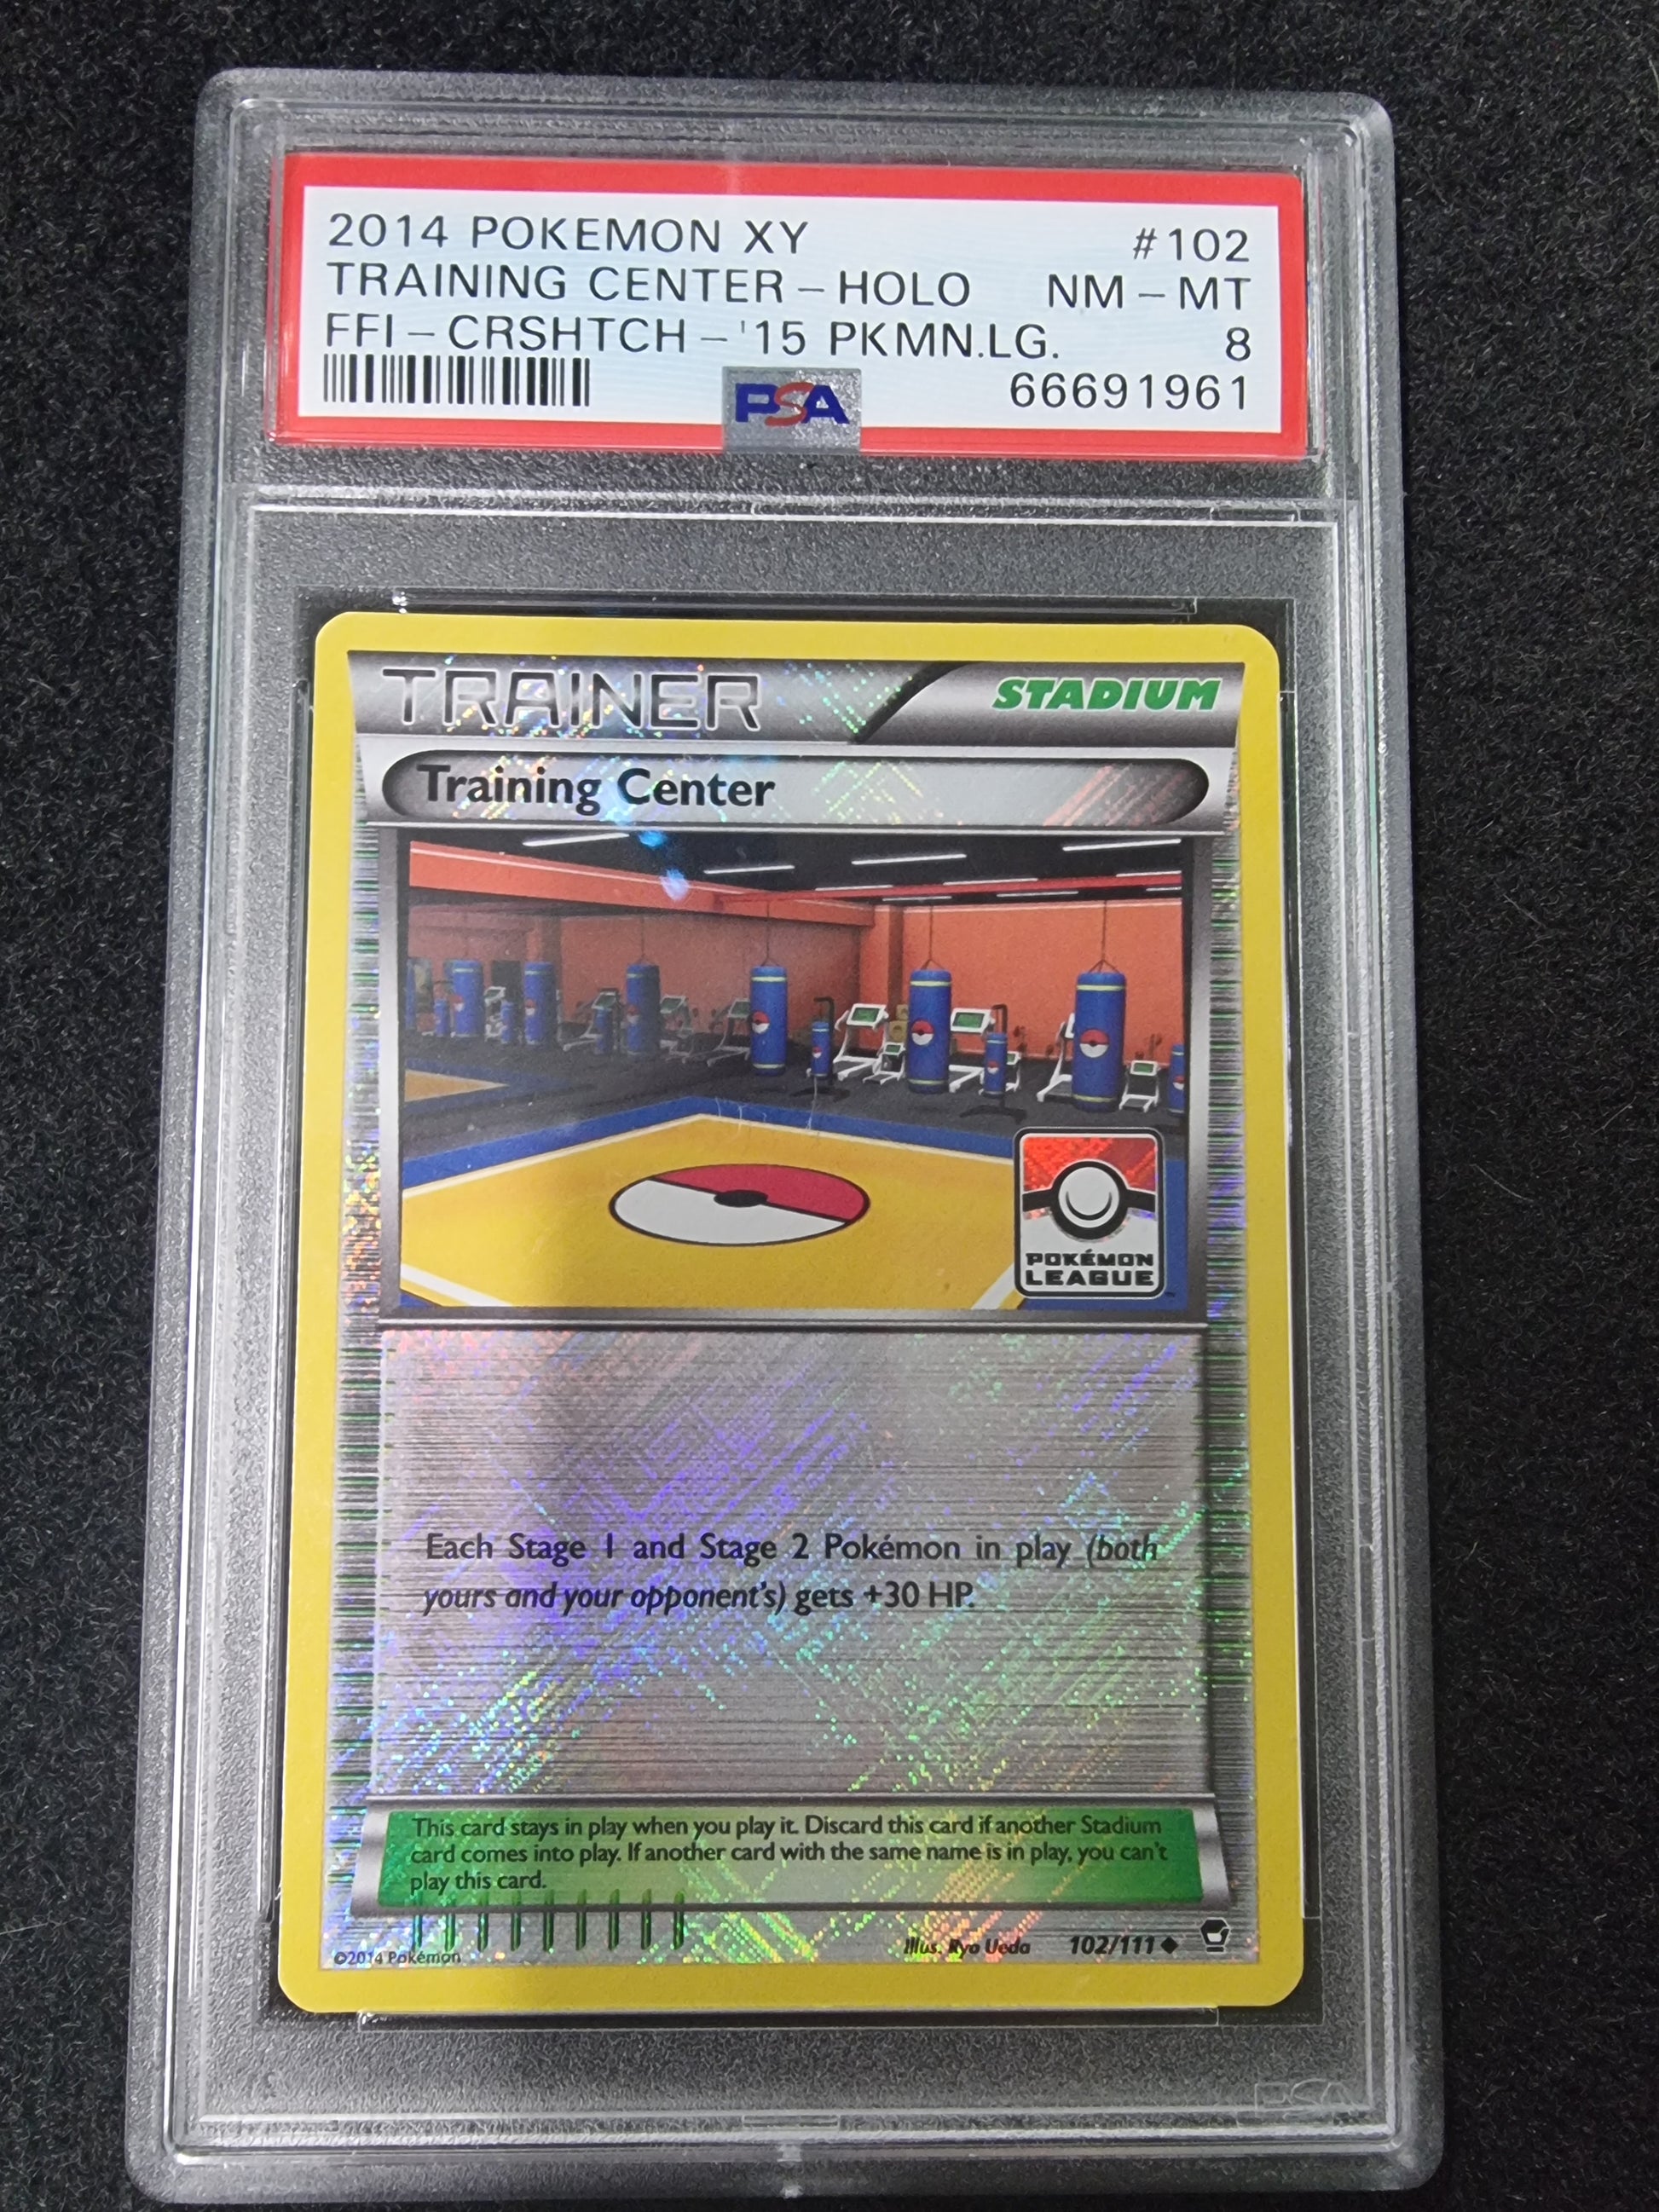 2014 POKEMON XY #102
TRAINING CENTER – HOLO NM – MT
FFI – CRSHTCH – '15 PKMN.LG. 8
PSA 66691961
TRAINER STADIUM
Training Center
POKÉMON
LEAGUE
Each Stage 1 and Stage 2 Pokémon in play (both
yours and your opponent's) gets +30 HP.
This card stays in play when you play it. Discard this card if another Stadium
card comes into play. If another card with the same name is in play, you can't
play this card.
©2014 Pokémon Illus. Ryo Ueda 102/111
PSA